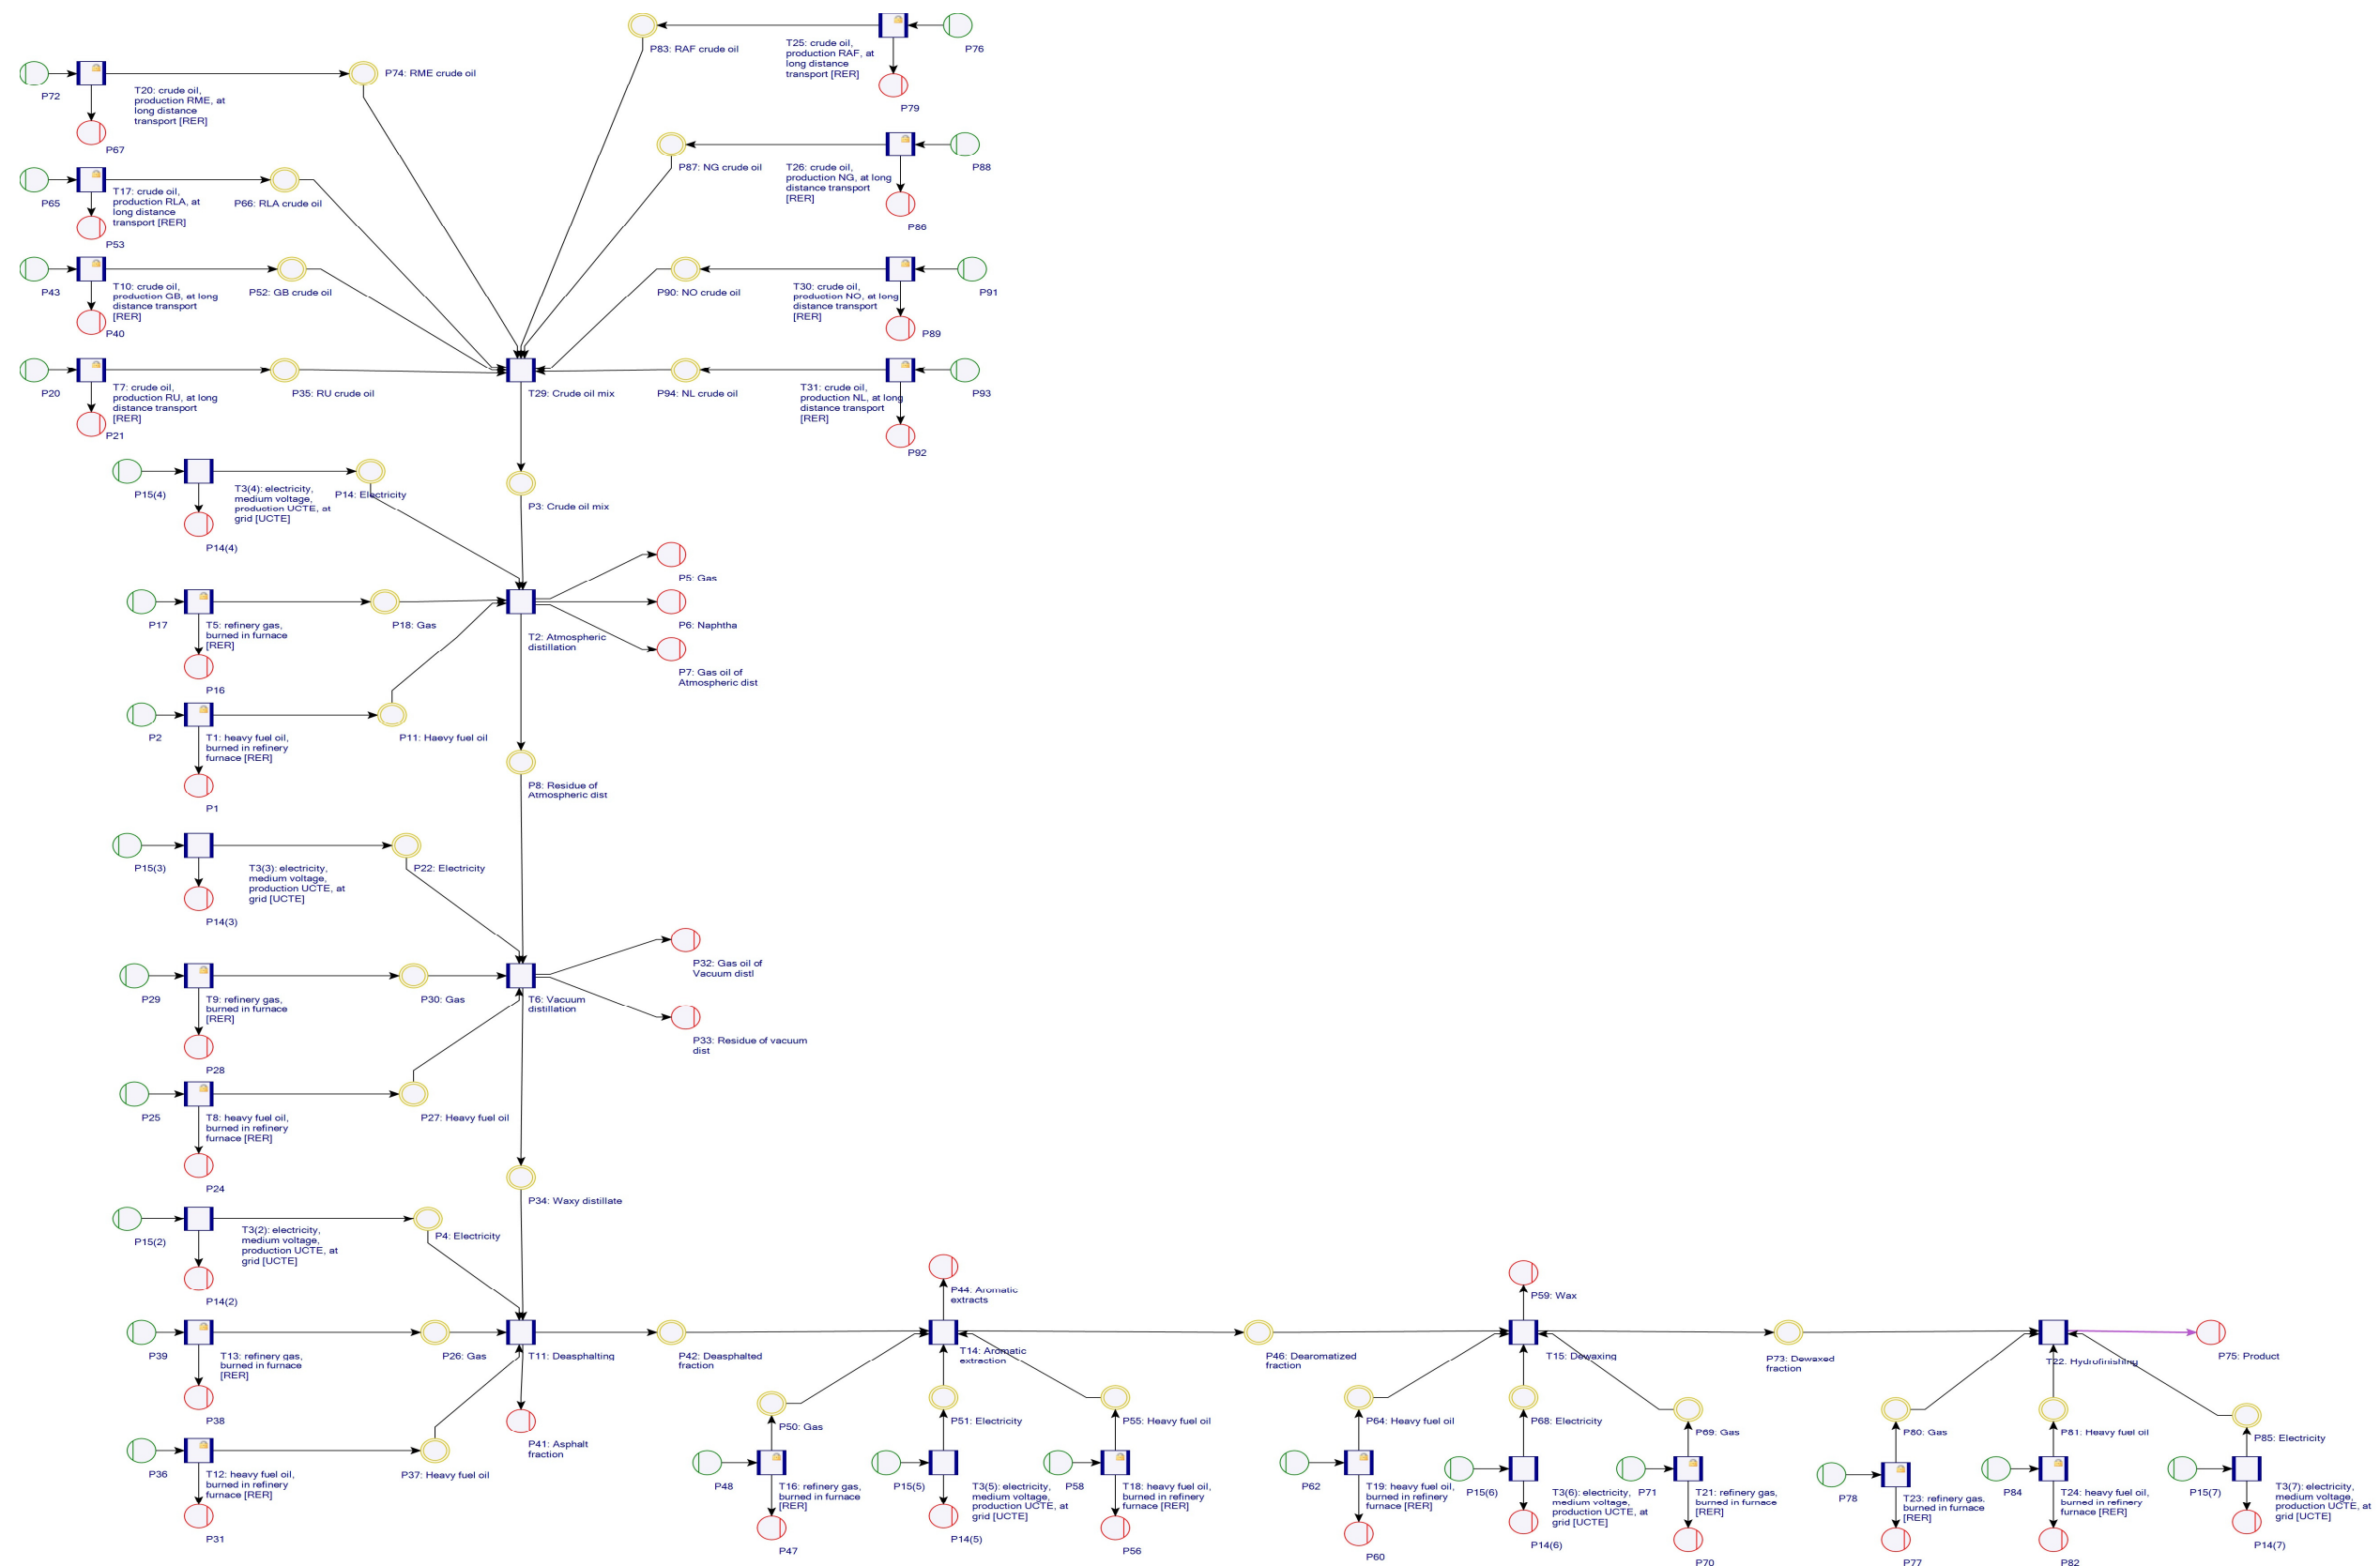 P83: RAF crude oil
T25: crude oil,
production RAF, at
long distance
transport [RER]
P76
P79
P72
T20: crude oil,
production RME, at
long distance
transport [RER]
P74: RME crude oil
P67
P87: NG crude oil
T26: crude oil,
production NG, at long
distance transport
[RER]
P88
P86
P65
T17: crude oil,
production RLA, at
long distance
transport [RER]
P66: RLA crude oil
P53
P43
T10: crude oil,
production GB, at long
distance transport
[RER]
P52: GB crude oil
P40
P90: NO crude oil
T30: crude oil,
production NO, at long
distance transport
[RER]
P91
P89
P20
T7: crude oil,
production RU, at long
distance transport
[RER]
P35: RU crude oil
P21
T29: Crude oil mix
P94: NL crude oil
T31: crude oil,
production NL, at long
distance transport
[RER]
P93
P92
P15(4)
T3(4): electricity,
medium voltage,
production UCTE, at
grid [UCTE]
P14: Electricity
P14(4)
P3: Crude oil mix
P5: Gas
P17
T5: refinery gas,
burned in furnace
[RER]
P18: Gas
P16
T2: Atmospheric
distillation
P6: Naphtha
P7: Gas oil of
Atmospheric dist
P2
T1: heavy fuel oil,
burned in refinery
furnace [RER]
P11: Haevy fuel oil
P1
P8: Residue of
Atmospheric dist
P15(3)
T3(3): electricity,
medium voltage,
production UCTE, at
grid [UCTE]
P22: Electricity
P14(3)
P32: Gas oil of
Vacuum distl
P29
T9: refinery gas,
burned in furnace
[RER]
P30: Gas
P28
T6: Vacuum
distillation
P33: Residue of vacuum
dist
P25
T8: heavy fuel oil,
burned in refinery
furnace [RER]
P27: Heavy fuel oil
P24
P34: Waxy distillate
P15(2)
T3(2): electricity,
medium voltage,
production UCTE, at
grid [UCTE]
P4: Electricity
P14(2)
P39
T13: refinery gas,
burned in furnace
[RER]
P26: Gas
P38
T11: Deasphalting
P42: Deasphalted
fraction
P44: Aromatic
extracts
T14: Aromatic
extraction
P46: Dearomatized
fraction
P59: Wax
T15: Dewaxing
P73: Dewaxed
fraction
T22: Hydrofinishing
P75: Product
P36
T12: heavy fuel oil,
burned in refinery
furnace [RER]
P37: Heavy fuel oil
P31
P41: Asphalt
fraction
P50: Gas
P48
T16: refinery gas,
burned in furnace
[RER]
P47
P51: Electricity
P15(5)
T3(5): electricity,
medium voltage,
production UCTE, at
grid [UCTE]
P14(5)
P55: Heavy fuel oil
P58
T18: heavy fuel oil,
burned in refinery
furnace [RER]
P56
P64: Heavy fuel oil
P62
T19: heavy fuel oil,
burned in refinery
furnace [RER]
P60
P68: Electricity
P15(6)
T3(6): electricity,
medium voltage,
production UCTE, at
grid [UCTE]
P14(6)
P69: Gas
P71
T21: refinery gas,
burned in furnace
[RER]
P70
P80: Gas
P78
T23: refinery gas,
burned in furnace
[RER]
P77
P81: Heavy fuel oil
P84
T24: heavy fuel oil,
burned in refinery
furnace [RER]
P82
P85: Electricity
P15(7)
T3(7): electricity,
medium voltage,
production UCTE, at
grid [UCTE]
P14(7)